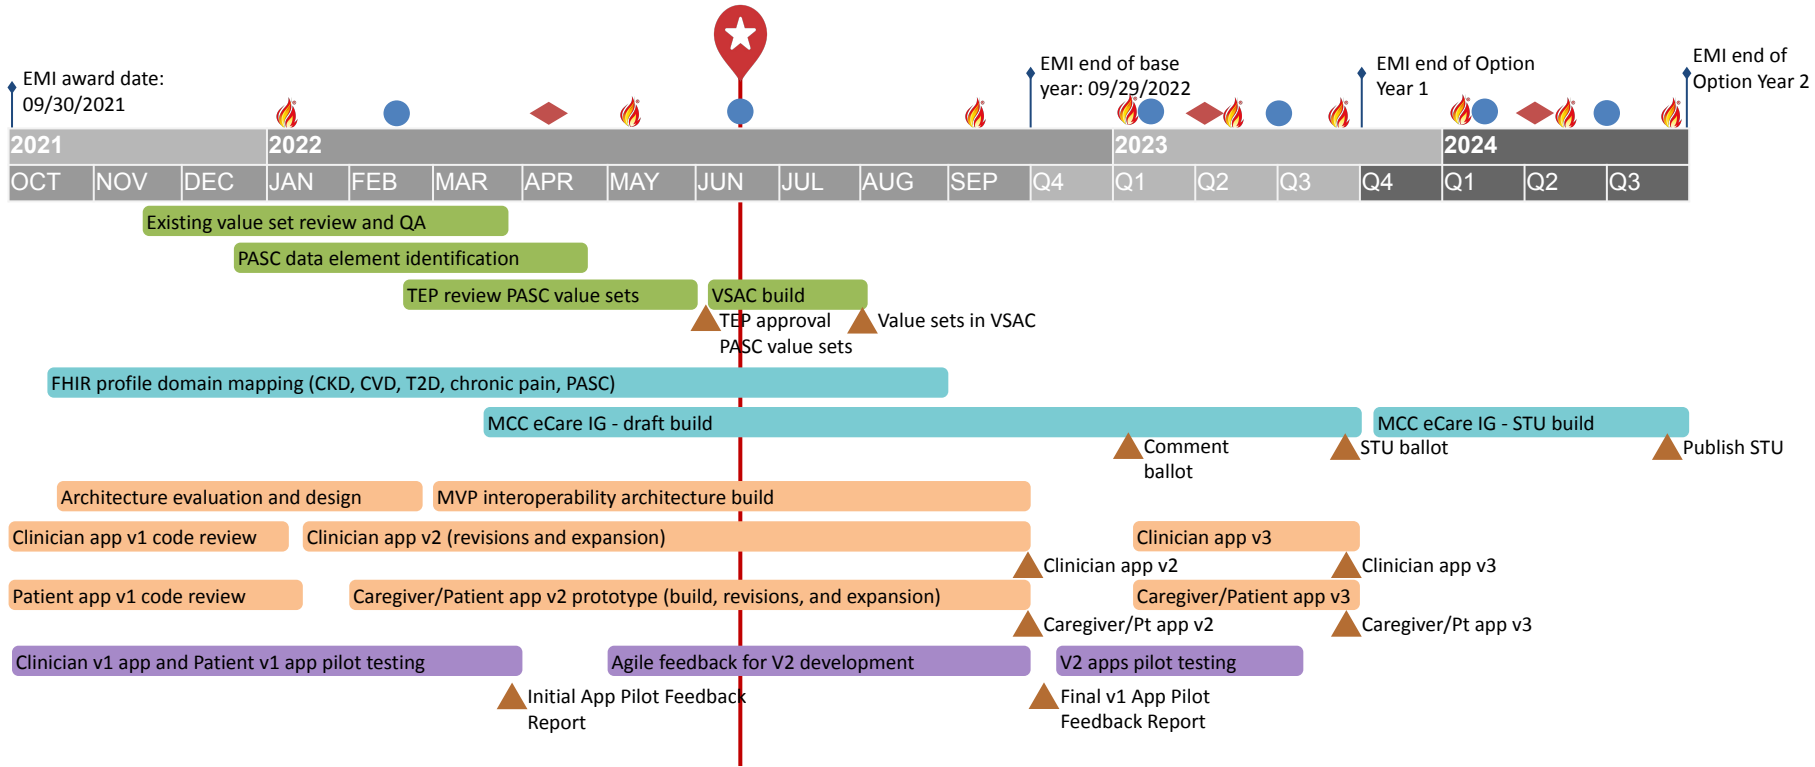 EMI award date:
09/30/2021
EMI end of base
year: 09/29/2022
EMI end of Option
Year 1
EMI end of
Option Year 2
2021 2022 2023 2024
OCT NOV DEC JAN FEB MAR APR MAY JUN JUL AUG SEP Q4 Q1 Q2 Q3 Q4 Q1 Q2 Q3
Existing value set review and QA
PASC data element identification
TEP review PASC value sets
VSAC build
TEP approval
PASC value sets
Value sets in VSAC
FHIR profile domain mapping (CKD, CVD, T2D, chronic pain, PASC)
MCC eCare IG - draft build
MCC eCare IG - STU build
Comment
ballot
STU ballot
Publish STU
Architecture evaluation and design
MVP interoperability architecture build
Clinician app v1 code review
Clinician app v2 (revisions and expansion)
Clinician app v3
Clinician app v2
Clinician app v3
Patient app v1 code review
Caregiver/Patient app v2 prototype (build, revisions, and expansion)
Caregiver/Patient app v3
Caregiver/Pt app v2
Caregiver/Pt app v3
Clinician v1 app and Patient v1 app pilot testing
Agile feedback for V2 development
V2 apps pilot testing
Initial App Pilot Feedback
Report
Final v1 App Pilot
Feedback Report